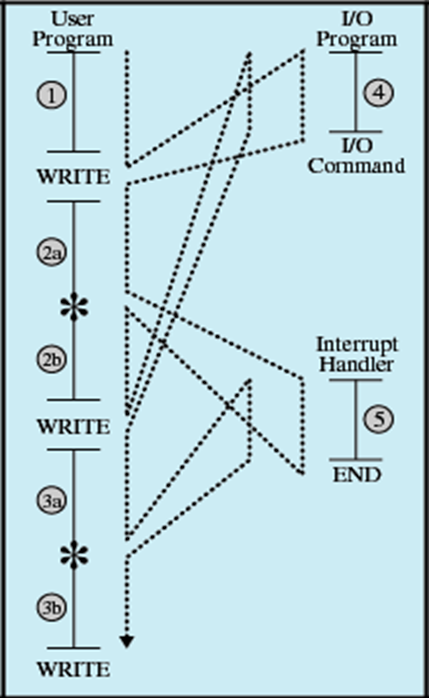 User
Program
1
WRITE
2a
*
2b
WRITE
3a
*
3b
WRITE
I/O
Program
4
I/O
Command
Interrupt
Handler
5
END